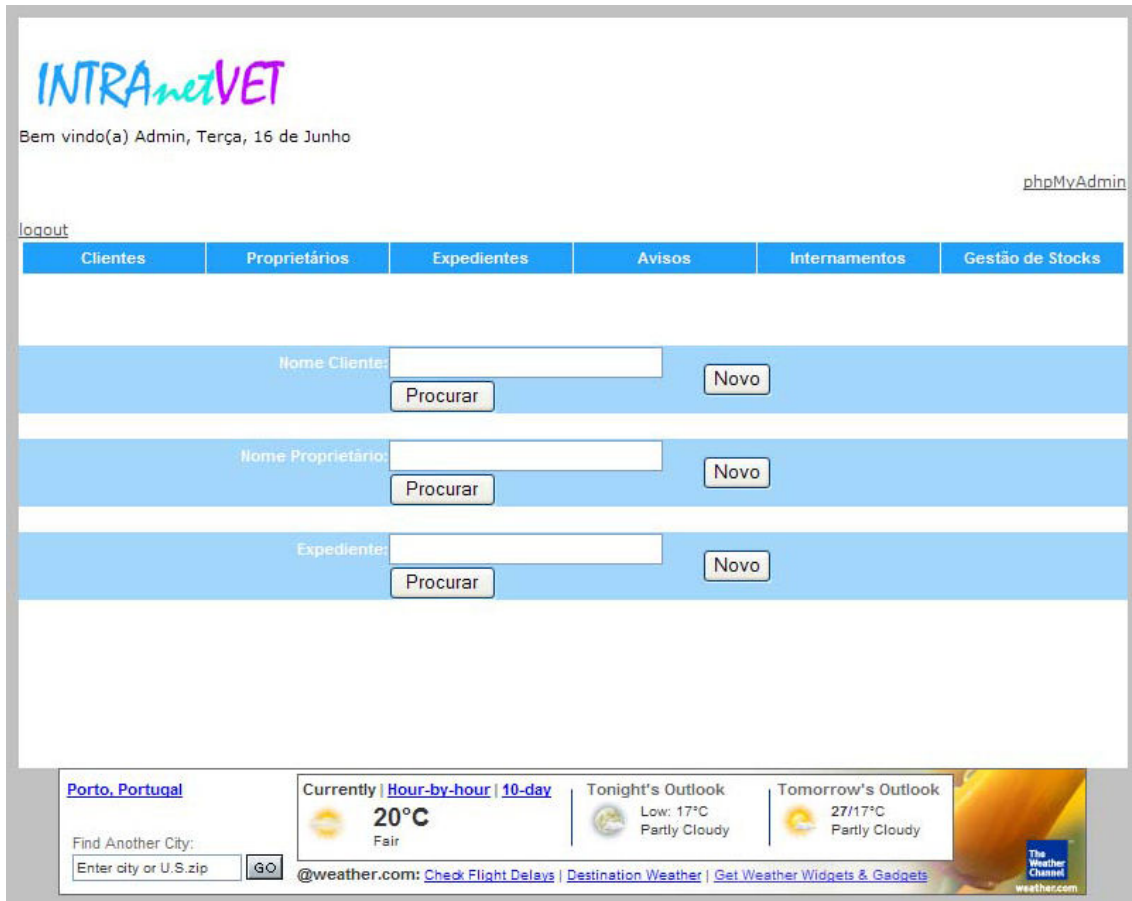 INTRAnetVET
Bem vindo(a) Admin, Terça, 16 de Junho
phpMyAdmin
logout
Clientes Proprietários Expedientes Avisos Internamentos Gestão de Stocks
Nome Cliente:
Procurar
Novo
Nome Proprietário:
Procurar
Novo
Expediente:
Procurar
Novo
Porto, Portugal
Find Another City:
Enter city or U.S.zip GO
Currently | Hour-by-hour | 10-day
20°C
Fair
Tonight's Outlook
Low: 17°C
Partly Cloudy
Tomorrow's Outlook
27/17°C
Partly Cloudy
@weather.com: Check Flight Delays | Destination Weather | Get Weather Widgets & Gadgets
The
Weather
Channel
weather.com